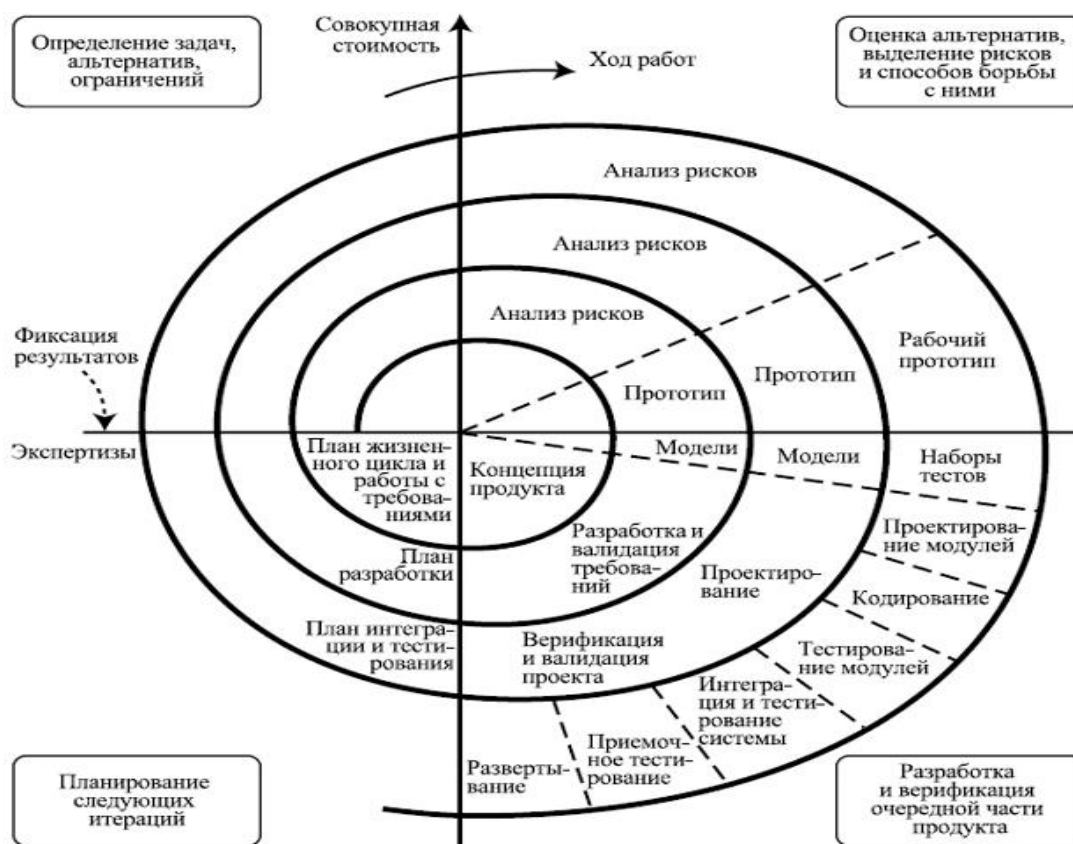 Определение задач,
альтернатив,
ограничений
Совокупная
стоимость
Ход работ
Оценка альтернатив,
выделение рисков
и способов борьбы
с ними
Анализ рисков
Анализ рисков
Анализ рисков
Фиксация
результатов
Экспертизы
Прототип
Прототип
Рабочий
прототип
План жизнен-
ного цикла и
работы с
требова-
ниями
Концепция
продукта
Модели
Модели
Наборы
тестов
План
разработки
Разработка и
валидация
требова-
ний
Проектиро-
вание
Проектирова-
ние модулей
Кодирование
План интегра-
ции и тести-
рования
Верификация
и валидация
проекта
Тестирова-
ние модулей
Интегра-
ция и тести-
рование
системы
Приемоч-
ное тести-
рование
Разверты-
вание
Планирование
следующих
итераций
Разработка
и верификация
очередной части
продукта